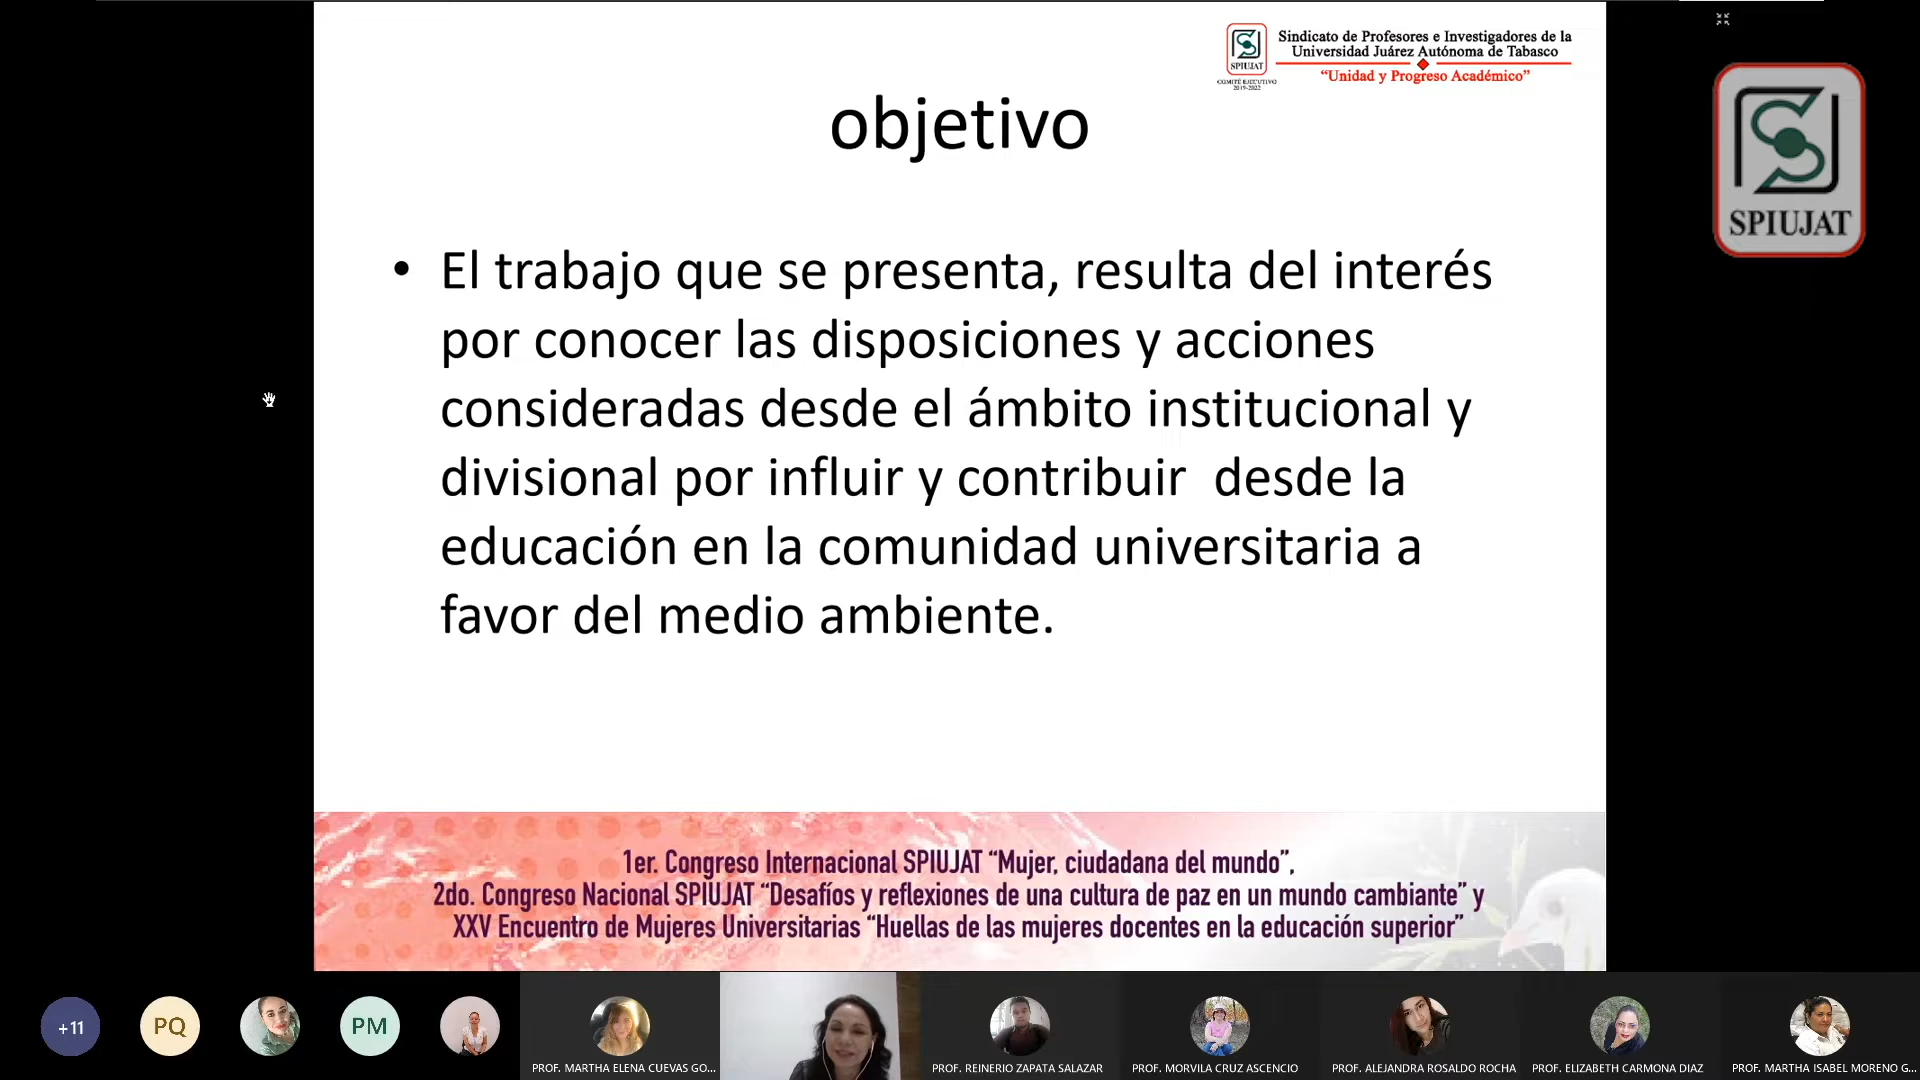 SPIUJAT
COMITÉ EJECUTIVO
2019-2022
Sindicato de Profesores e Investigadores de la
Universidad Juárez Autónoma de Tabasco
“Unidad y Progreso Académico”
SPIUJAT
objetivo
• El trabajo que se presenta, resulta del interés
por conocer las disposiciones y acciones
consideradas desde el ámbito institucional y
divisional por influir y contribuir  desde la
educación en la comunidad universitaria a
favor del medio ambiente.
1er. Congreso Internacional SPIUJAT “Mujer, ciudadana del mundo”,
2do. Congreso Nacional SPIUJAT “Desafíos y reflexiones de una cultura de paz en un mundo cambiante” y
XXV Encuentro de Mujeres Universitarias “Huellas de las mujeres docentes en la educación superior”
+11
PQ
PM
PROF. MARTHA ELENA CUEVAS GO...
PROF. REINERIO ZAPATA SALAZAR
PROF. MORVILA CRUZ ASCENCIO
PROF. ALEJANDRA ROSALDO ROCHA
PROF. ELIZABETH CARMONA DIAZ
PROF. MARTHA ISABEL MORENO G...